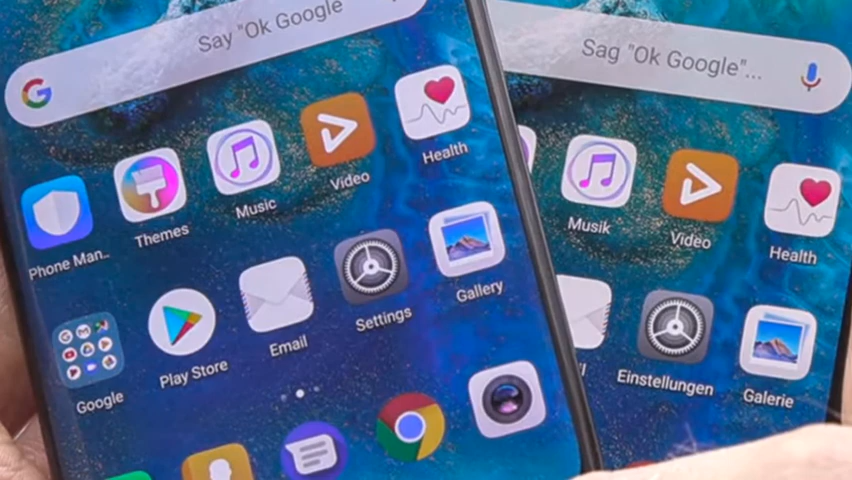 Say "Ok Google
Phone Man..
Themes
Music
Video
Health
Google
Play Store
Email
Settings
Gallery
Sag "Ok Google"...
Musik
Video
Health
Einstellungen
Galerie